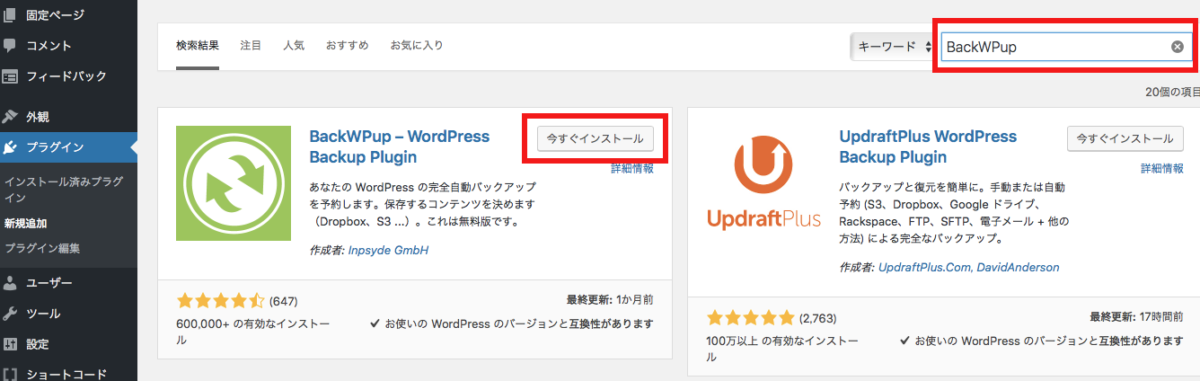 固定ページ
コメント
フィードバック
外観
プラグイン
インストール済みプラグ
イン
新規追加
プラグイン編集
ユーザー
ツール
設定
ショートコード
検索結果 注目 人気 おすすめ お気に入り
キーワード
BackWPup
20個の項目
BackWPup – WordPress
Backup Plugin
今すぐインストール
詳細情報
あなたの WordPress の完全自動バックアップ
を予約します。保存するコンテンツを決めます
（Dropbox、S3 ...）。これは無料版です。
作成者: Inpsyde GmbH
(647)
600,000+ の有効なインストー
ル
最終更新: 1か月前
お使いの WordPress のバージョンと互換性があります
UpdraftPlus
UpdraftPlus WordPress
Backup Plugin
今すぐインストール
詳細情報
バックアップと復元を簡単に。手動または自動
予約 (S3、Dropbox、Google ドライブ、
Rackspace、FTP、SFTP、電子メール + 他の
方法) による完全なバックアップ。
作成者: UpdraftPlus.Com, DavidAnderson
(2,763)
100万以上 の有効なインストー
ル
最終更新: 17時間前
お使いの WordPress のバージョンと互換性があります